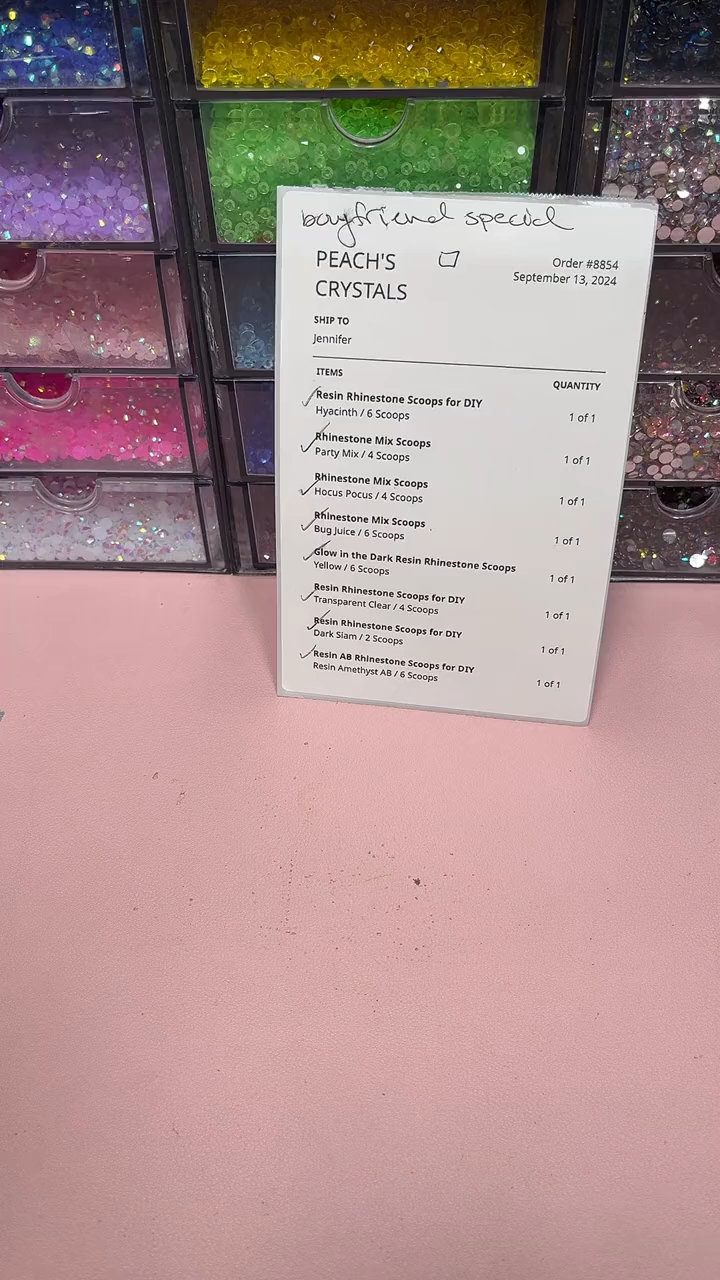 boyfriend special
PEACH'S
CRYSTALS
Order #8854
September 13, 2024
SHIP TO
Jennifer
ITEMS
QUANTITY
Resin Rhinestone Scoops for DIY
Hyacinth / 6 Scoops
1 of 1
Rhinestone Mix Scoops
Party Mix / 4 Scoops
1 of 1
Rhinestone Mix Scoops
Hocus Pocus / 4 Scoops
1 of 1
Rhinestone Mix Scoops
Bug Juice / 6 Scoops
1 of 1
Glow in the Dark Resin Rhinestone Scoops
Yellow / 6 Scoops
1 of 1
Resin Rhinestone Scoops for DIY
Transparent Clear / 4 Scoops
1 of 1
Resin Rhinestone Scoops for DIY
Dark Siam / 2 Scoops
1 of 1
Resin AB Rhinestone Scoops for DIY
Resin Amethyst AB / 6 Scoops
1 of 1